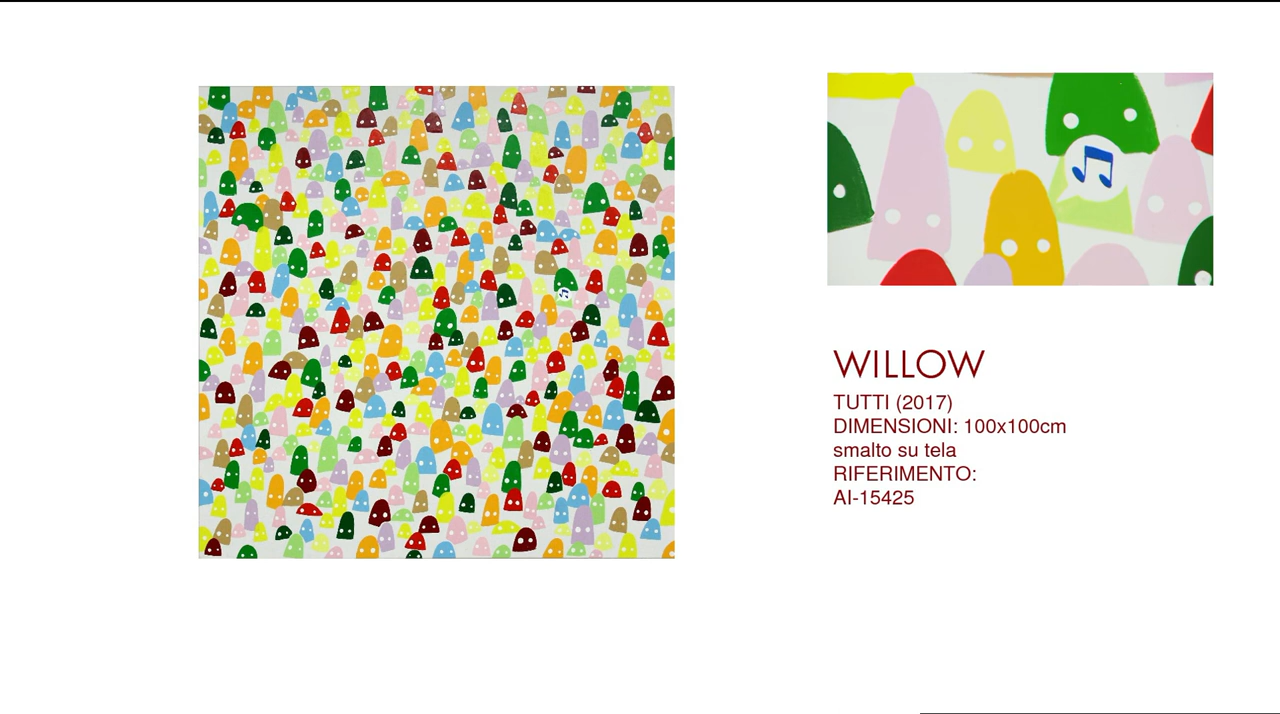 WILLOW
TUTTI (2017)
DIMENSIONI: 100x100cm
smalto su tela
RIFERIMENTO:
AI-15425